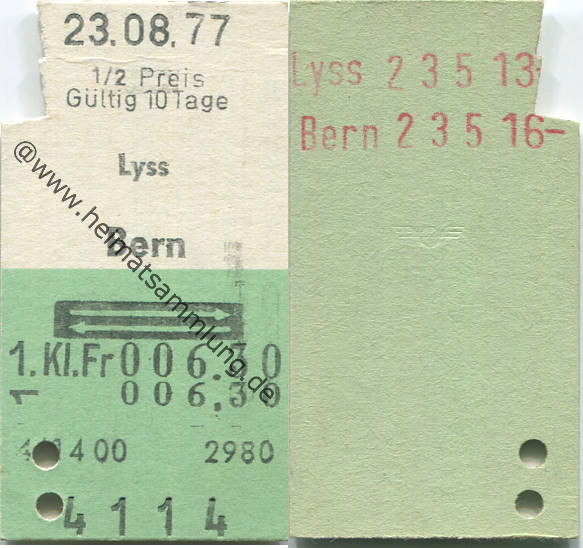 23.08.77
1/2 Preis
Gültig 10 Tage
Lyss
Bern
1.Kl.Fr 006.30
1 006.30
400 2980
4114
@www.heimatsammlung.de
Lyss 235 13-
Bern 235 16-